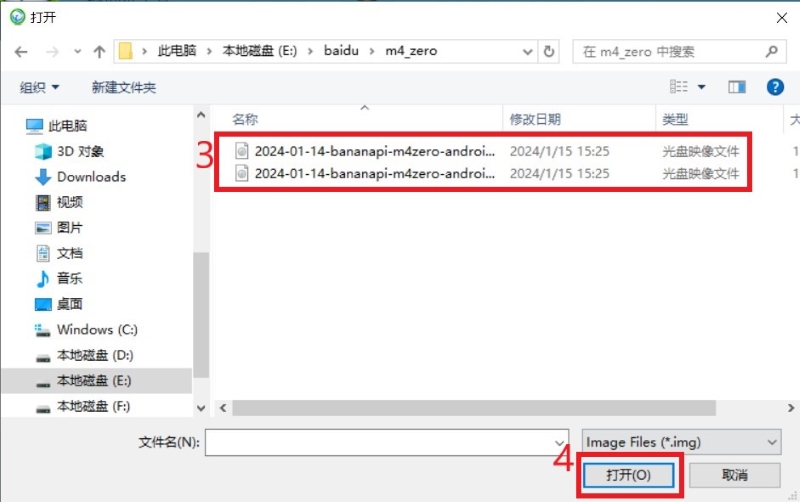 打开
此电脑 > 本地磁盘 (E:) > baidu > m4_zero
在 m4_zero 中搜索
组织
新建文件夹
名称
修改日期
类型
大
此电脑
3D 对象
Downloads
视频
图片
文档
音乐
桌面
Windows (C:)
本地磁盘 (D:)
本地磁盘 (E:)
本地磁盘 (F:)
3
2024-01-14-bananapi-m4zero-androi... 2024/1/15 15:25 光盘映像文件 1
2024-01-14-bananapi-m4zero-androi... 2024/1/15 15:25 光盘映像文件 1
文件名(N):
Image Files (*.img)
4
打开(O)
取消